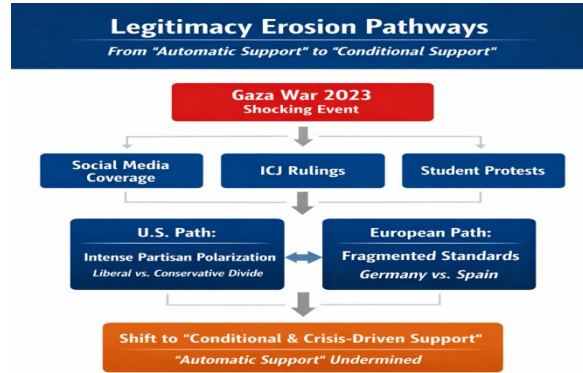 Legitimacy Erosion Pathways
From "Automatic Support" to "Conditional Support"
Gaza War 2023
Shocking Event
Social Media
Coverage
ICJ Rulings
Student Protests
U.S. Path:
Intense Partisan Polarization
Liberal vs. Conservative Divide
European Path:
Fragmented Standards
Germany vs. Spain
Shift to "Conditional & Crisis-Driven Support"
"Automatic Support" Undermined